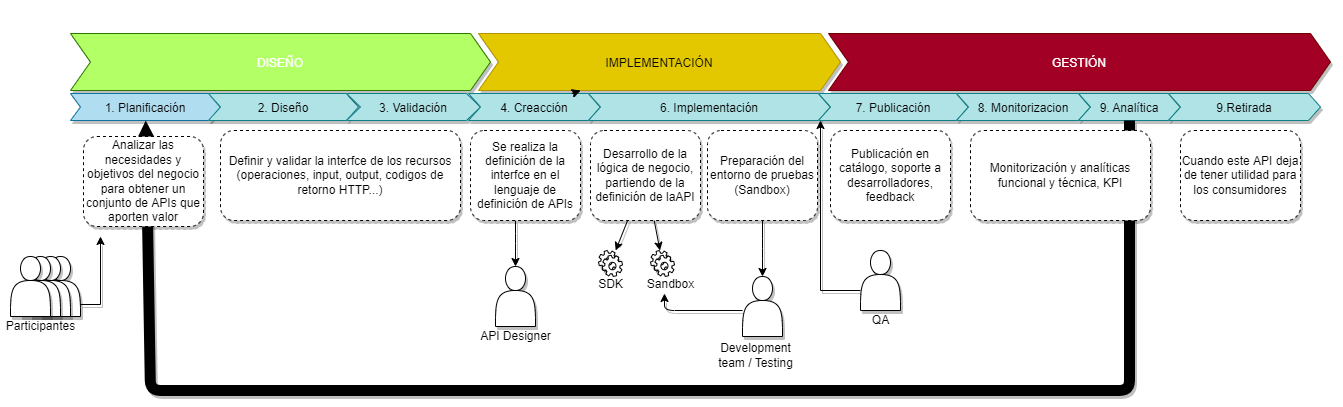 DISEÑO
IMPLEMENTACIÓN
GESTIÓN
1. Planificación
2. Diseño
3. Validación
4. Creacción
6. Implementación
7. Publicación
8. Monitorizacion
9. Analítica
9.Retirada
Analizar las
necesidades y
objetivos del negocio
para obtener un
conjunto de APIs que
aporten valor
Definir y validar la interfce de los recursos
(operaciones, input, output, codigos de
retorno HTTP...)
Se realiza la
definición de la
interfce en el
lenguaje de
definición de APIs
Desarrollo de la
lógica de negocio,
partiendo de la
definición de laAPI
Preparación del
entorno de pruebas
(Sandbox)
Publicación en
catálogo, soporte a
desarrolladores,
feedback
Monitorización y analíticas
funcional y técnica, KPI
Cuando este API deja
de tener utilidad para
los consumidores
Participantes
API Designer
SDK
Sandbox
Development
team / Testing
QA